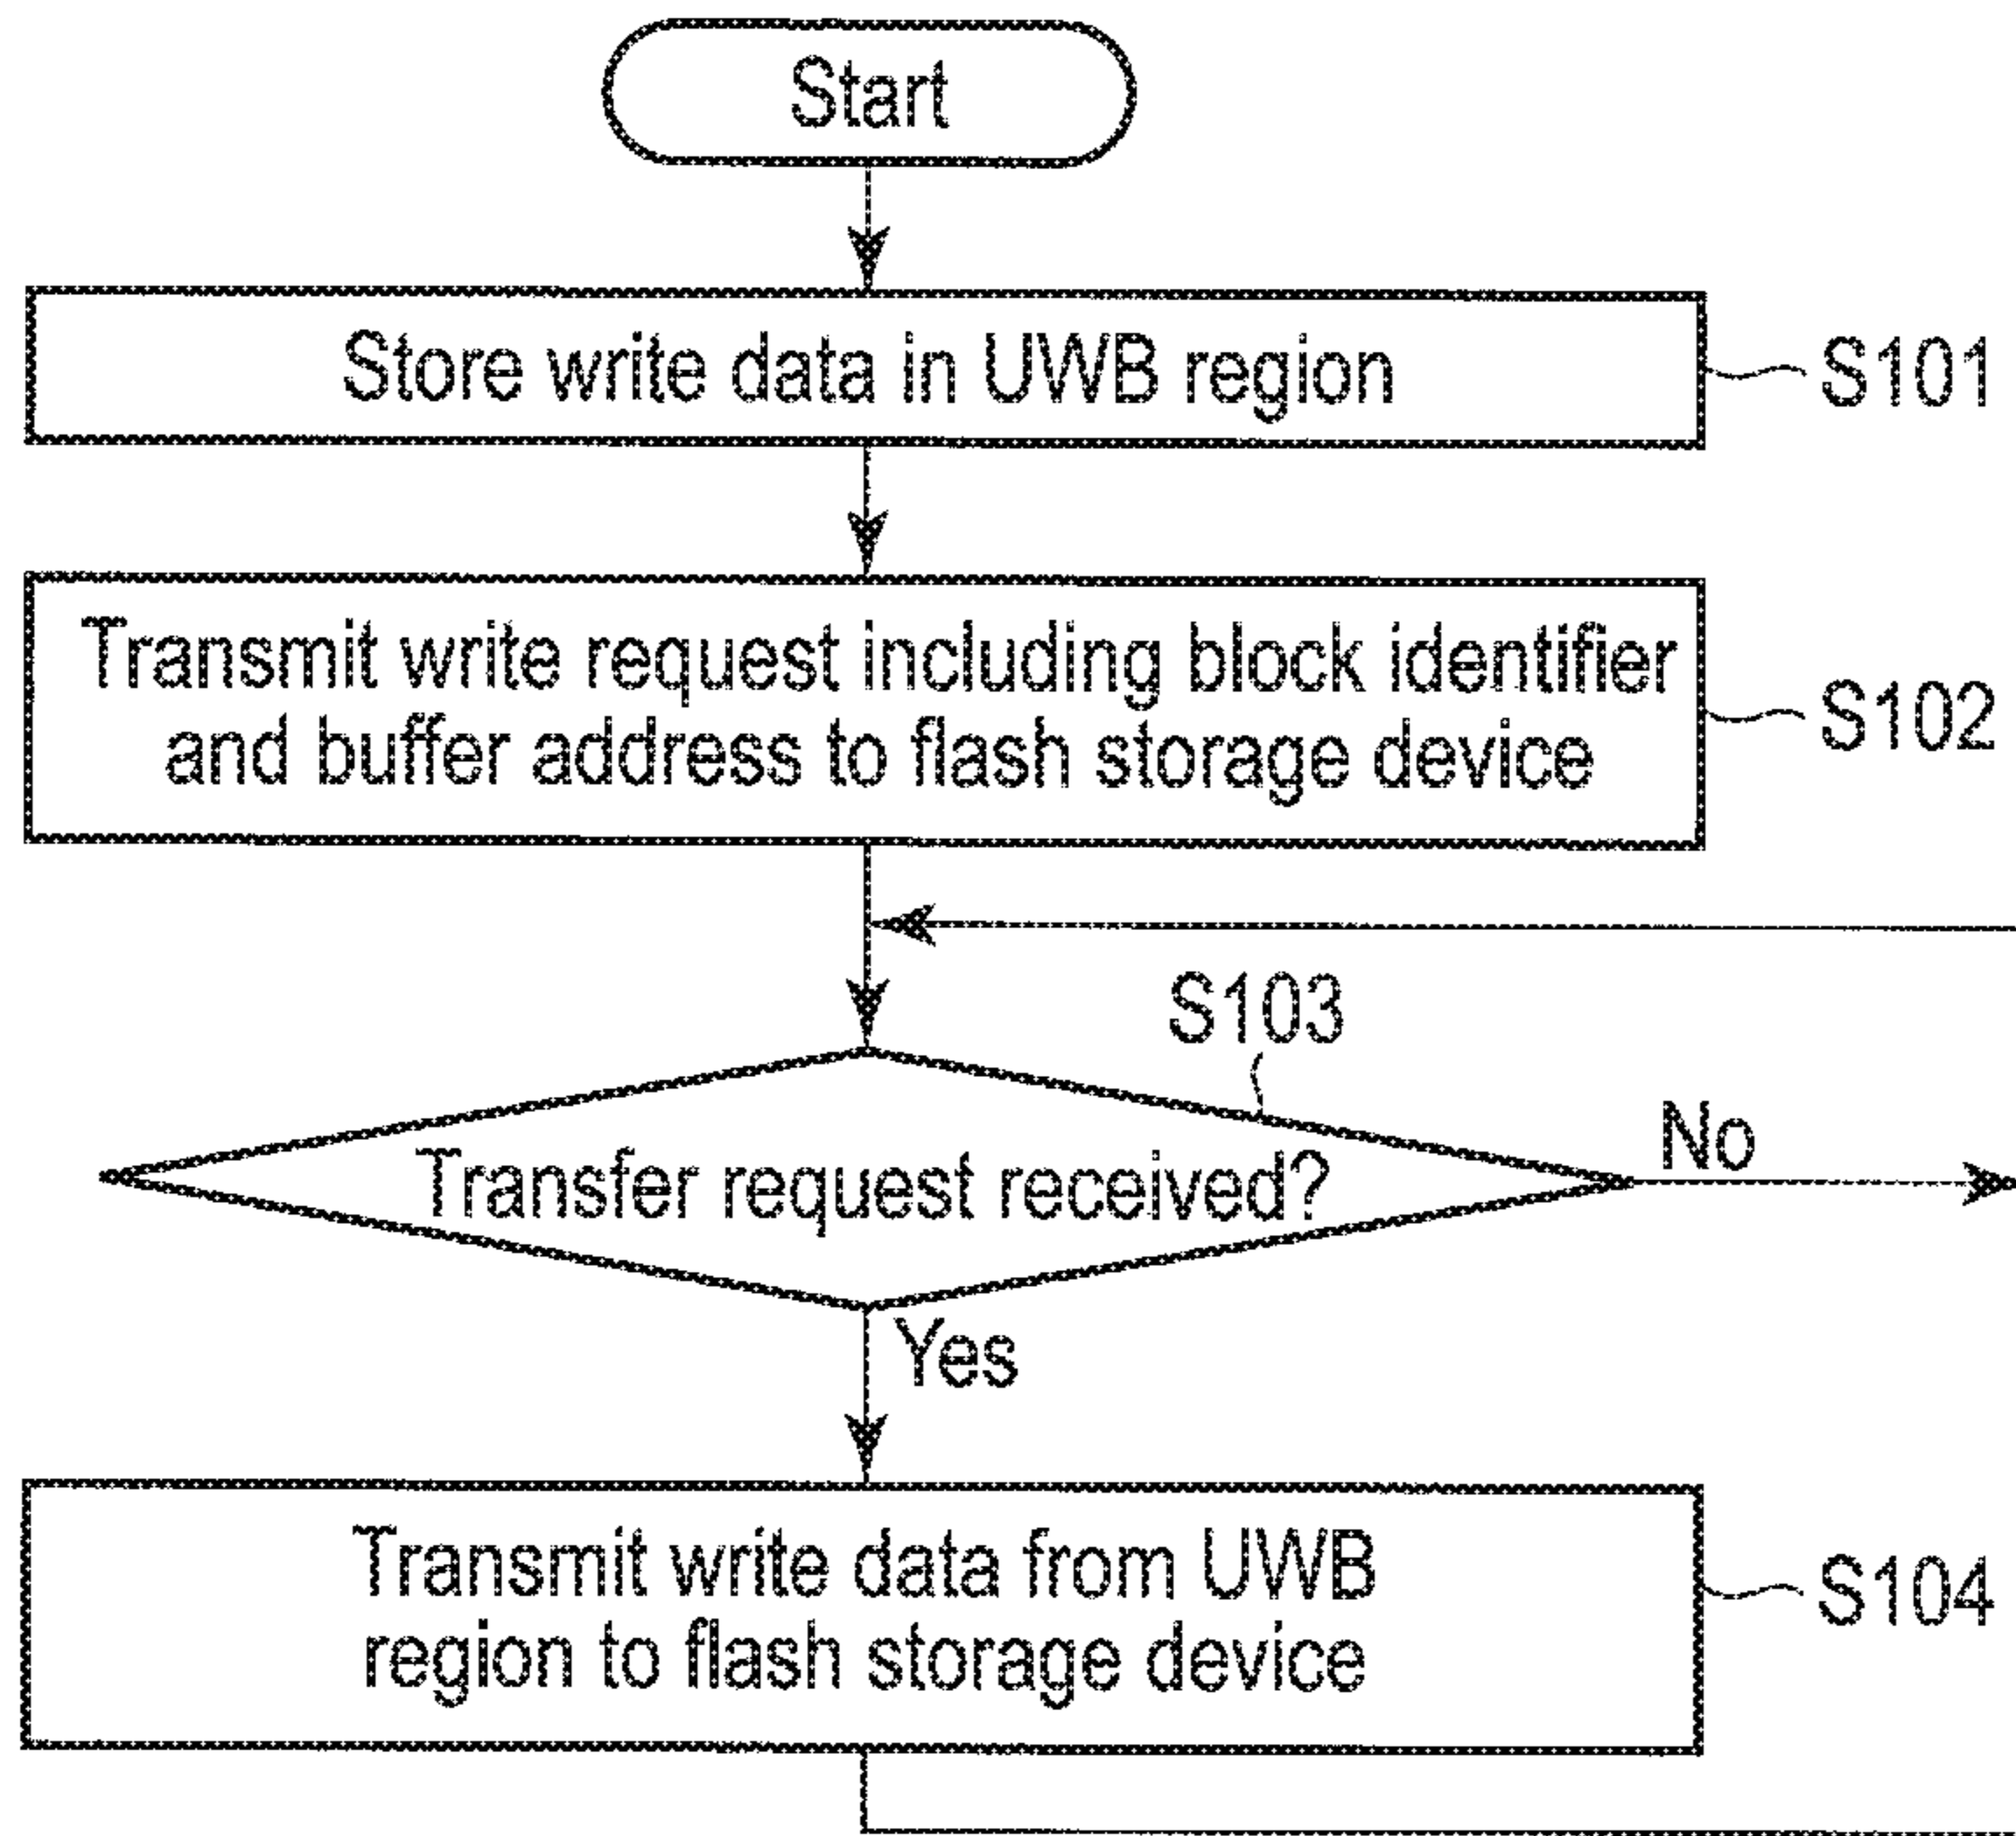 Start
Store write data in UWB region
S101
Transmit write request including block identifier
and buffer address to flash storage device
S102
S103
Transfer request received?
No
Yes
Transmit write data from UWB
region to flash storage device
S104